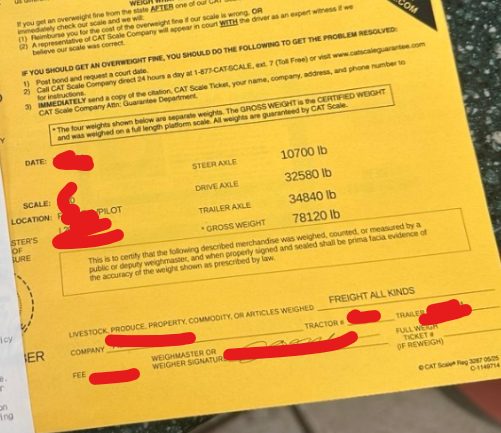 WEIGH
If you get an overweight fine from the state AFTER one of our CAT
immediately check our scale and we will:
(1) Reimburse you for the cost of the overweight fine if our scale is wrong, OR
(2) A representative of CAT Scale Company will appear in court WITH the driver as an expert witness if we
believe our scale was correct.
IF YOU SHOULD GET AN OVERWEIGHT FINE, YOU SHOULD DO THE FOLLOWING TO GET THE PROBLEM RESOLVED:
1) Post bond and request a court date.
2) Call CAT Scale Company direct 24 hours a day at 1-877-CAT-SCALE, ext. 7 (Toll Free) or visit www.catscaleguarantee.com
for instructions.
3) IMMEDIATELY send a copy of the citation, CAT Scale Ticket, your name, company, address, and phone number to
CAT Scale Company Attn: Guarantee Department.
* The four weights shown below are separate weights. The GROSS WEIGHT is the CERTIFIED WEIGHT
and was weighed on a full length platform scale. All weights are guaranteed by CAT Scale.
DATE:
STEER AXLE 10700 lb
DRIVE AXLE 32580 lb
SCALE:
TRAILER AXLE 34840 lb
LOCATION: PILOT
* GROSS WEIGHT 78120 lb
This is to certify that the following described merchandise was weighed, counted, or measured by a
public or deputy weighmaster, and when properly signed and sealed shall be prima facia evidence of
the accuracy of the weight shown as prescribed by law.
LIVESTOCK, PRODUCE, PROPERTY, COMMODITY, OR ARTICLES WEIGHED FREIGHT ALL KINDS
COMPANY TRACTOR # TRAILER
FEE WEIGHMASTER OR
WEIGHER SIGNATURE
FULL WEIGH
TICKET #
(IF REWEIGH)
© CAT Scale® Reg 3287 05/25
C-1149714
.COM